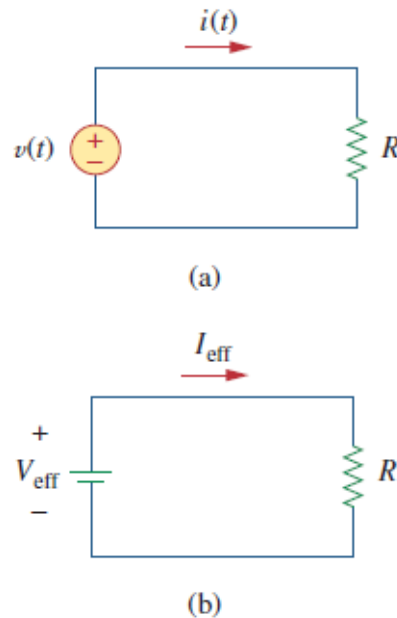 i(t)
v(t)
+
−
R
(a)
I_eff
+
V_eff
−
R
(b)